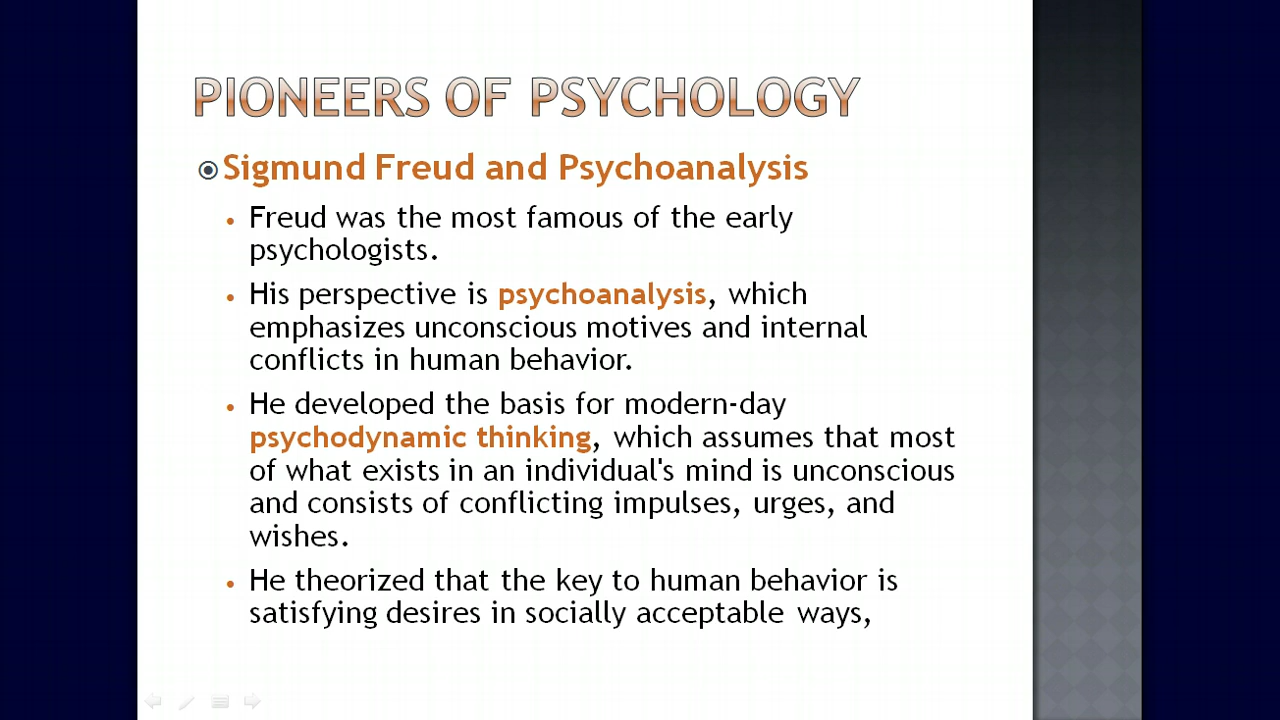 PIONEERS OF PSYCHOLOGY
Sigmund Freud and Psychoanalysis
• Freud was the most famous of the early
psychologists.
• His perspective is psychoanalysis, which
emphasizes unconscious motives and internal
conflicts in human behavior.
• He developed the basis for modern-day
psychodynamic thinking, which assumes that most
of what exists in an individual's mind is unconscious
and consists of conflicting impulses, urges, and
wishes.
• He theorized that the key to human behavior is
satisfying desires in socially acceptable ways,